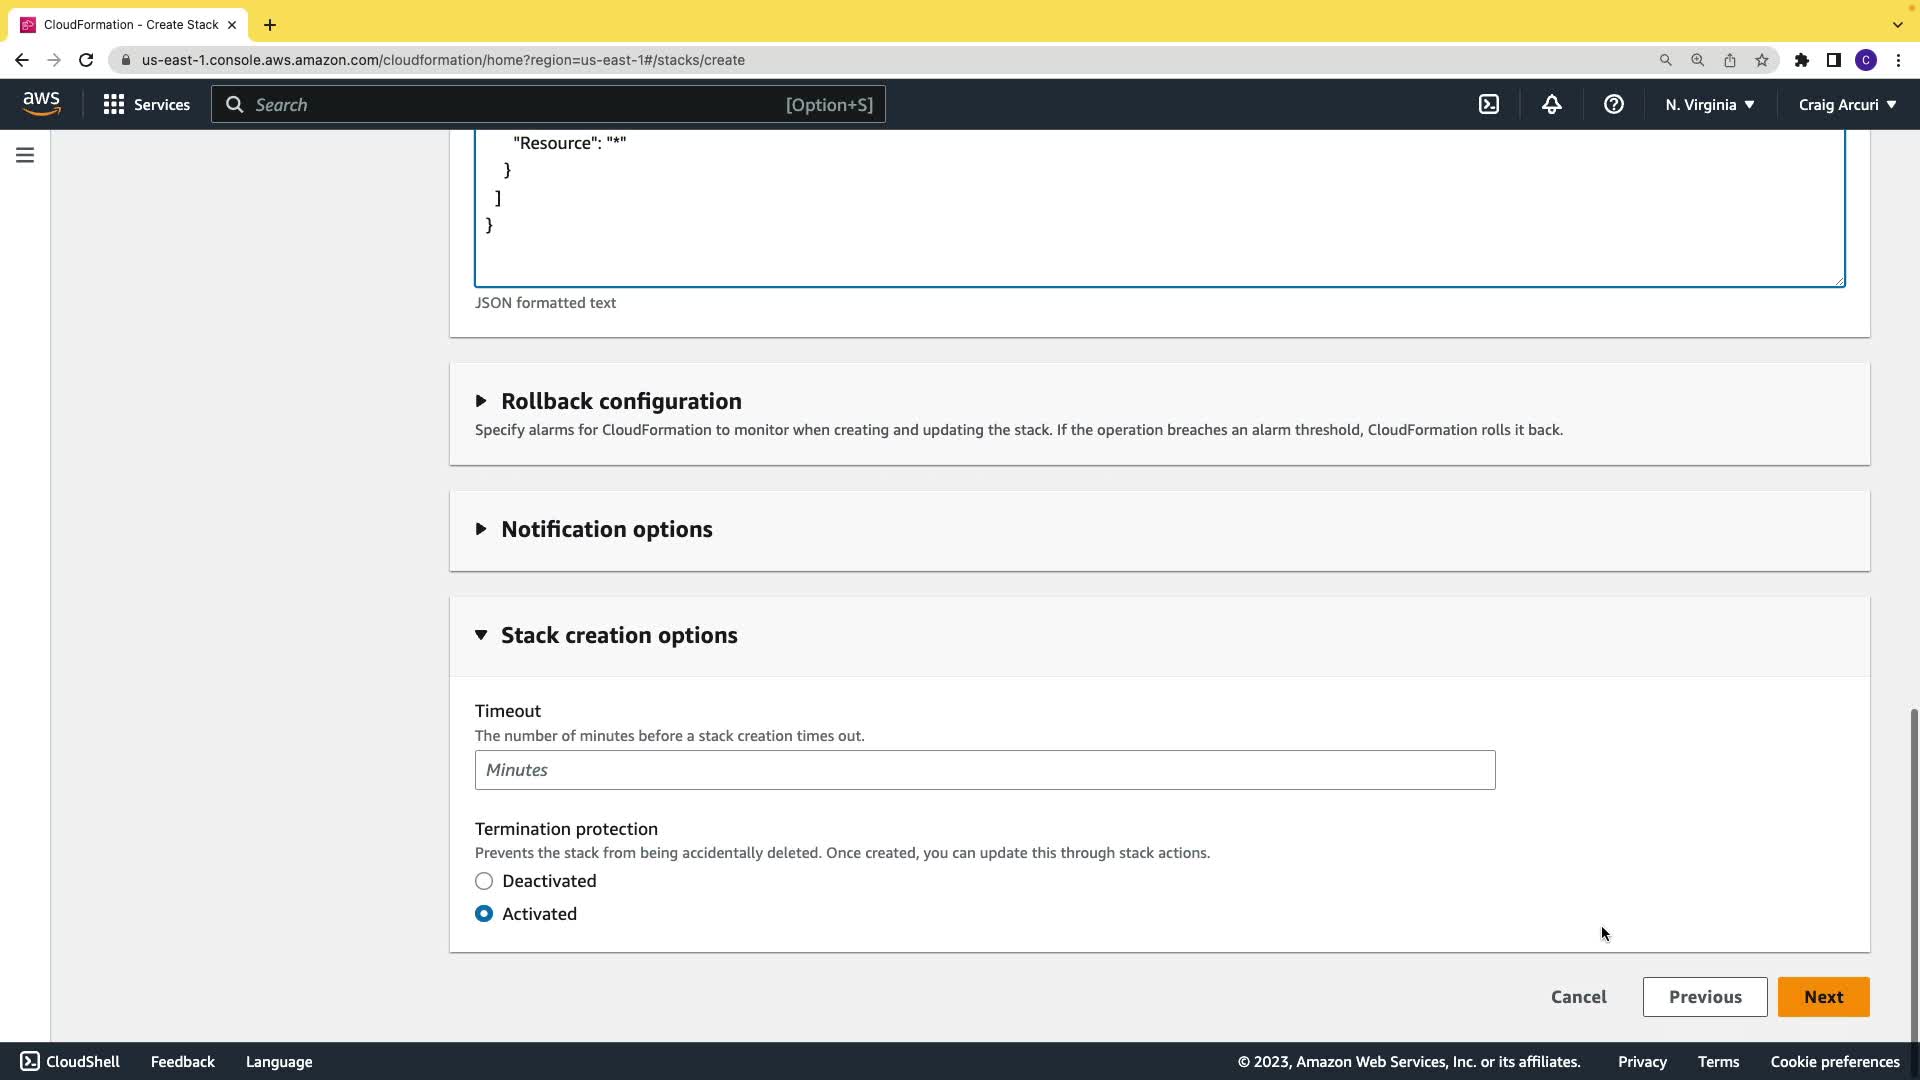 CloudFormation - Create Stack
us-east-1.console.aws.amazon.com/cloudformation/home?region=us-east-1#/stacks/create
C
aws
Services
Search
[Option+S]
N. Virginia
Craig Arcuri
"Resource": "*"
}
]
}
JSON formatted text
Rollback configuration
Specify alarms for CloudFormation to monitor when creating and updating the stack. If the operation breaches an alarm threshold, CloudFormation rolls it back.
Notification options
Stack creation options
Timeout
The number of minutes before a stack creation times out.
Minutes
Termination protection
Prevents the stack from being accidentally deleted. Once created, you can update this through stack actions.
Deactivated
Activated
Cancel
Previous
Next
CloudShell
Feedback
Language
© 2023, Amazon Web Services, Inc. or its affiliates.
Privacy
Terms
Cookie preferences